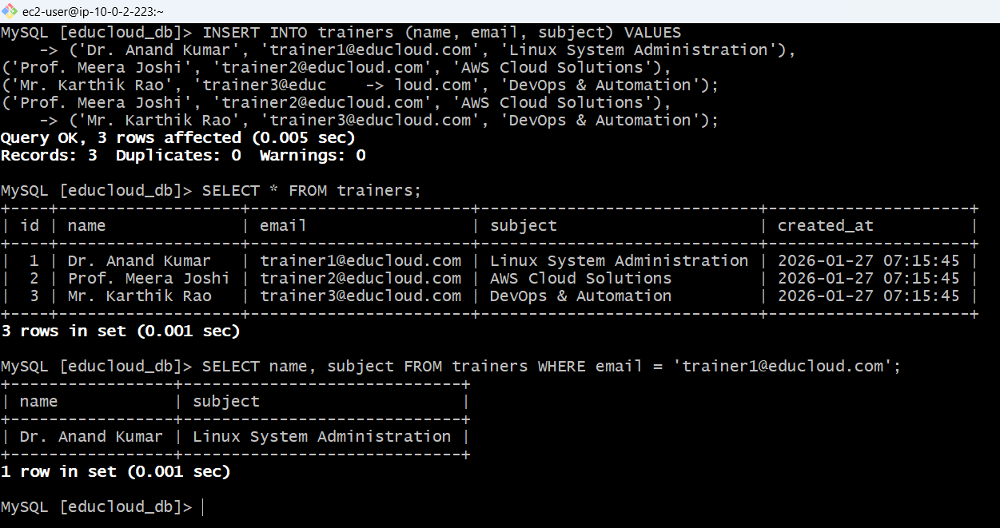 ec2-user@ip-10-0-2-223:~
MySQL [educloud_db]> INSERT INTO trainers (name, email, subject) VALUES
    -> ('Dr. Anand Kumar', 'trainer1@educloud.com', 'Linux System Administration'),
('Prof. Meera Joshi', 'trainer2@educloud.com', 'AWS Cloud Solutions'),
('Mr. Karthik Rao', 'trainer3@educ    -> loud.com', 'DevOps & Automation');
('Prof. Meera Joshi', 'trainer2@educloud.com', 'AWS Cloud Solutions'),
    -> ('Mr. Karthik Rao', 'trainer3@educloud.com', 'DevOps & Automation');
Query OK, 3 rows affected (0.005 sec)
Records: 3  Duplicates: 0  Warnings: 0
MySQL [educloud_db]> SELECT * FROM trainers;
+----+-------------------+-----------------------+-----------------------------+---------------------+
| id | name              | email                 | subject                     | created_at          |
+----+-------------------+-----------------------+-----------------------------+---------------------+
|  1 | Dr. Anand Kumar   | trainer1@educloud.com | Linux System Administration | 2026-01-27 07:15:45 |
|  2 | Prof. Meera Joshi | trainer2@educloud.com | AWS Cloud Solutions         | 2026-01-27 07:15:45 |
|  3 | Mr. Karthik Rao   | trainer3@educloud.com | DevOps & Automation         | 2026-01-27 07:15:45 |
+----+-------------------+-----------------------+-----------------------------+---------------------+
3 rows in set (0.001 sec)
MySQL [educloud_db]> SELECT name, subject FROM trainers WHERE email = 'trainer1@educloud.com';
+-----------------+-----------------------------+
| name            | subject                     |
+-----------------+-----------------------------+
| Dr. Anand Kumar | Linux System Administration |
+-----------------+-----------------------------+
1 row in set (0.001 sec)
MySQL [educloud_db]>